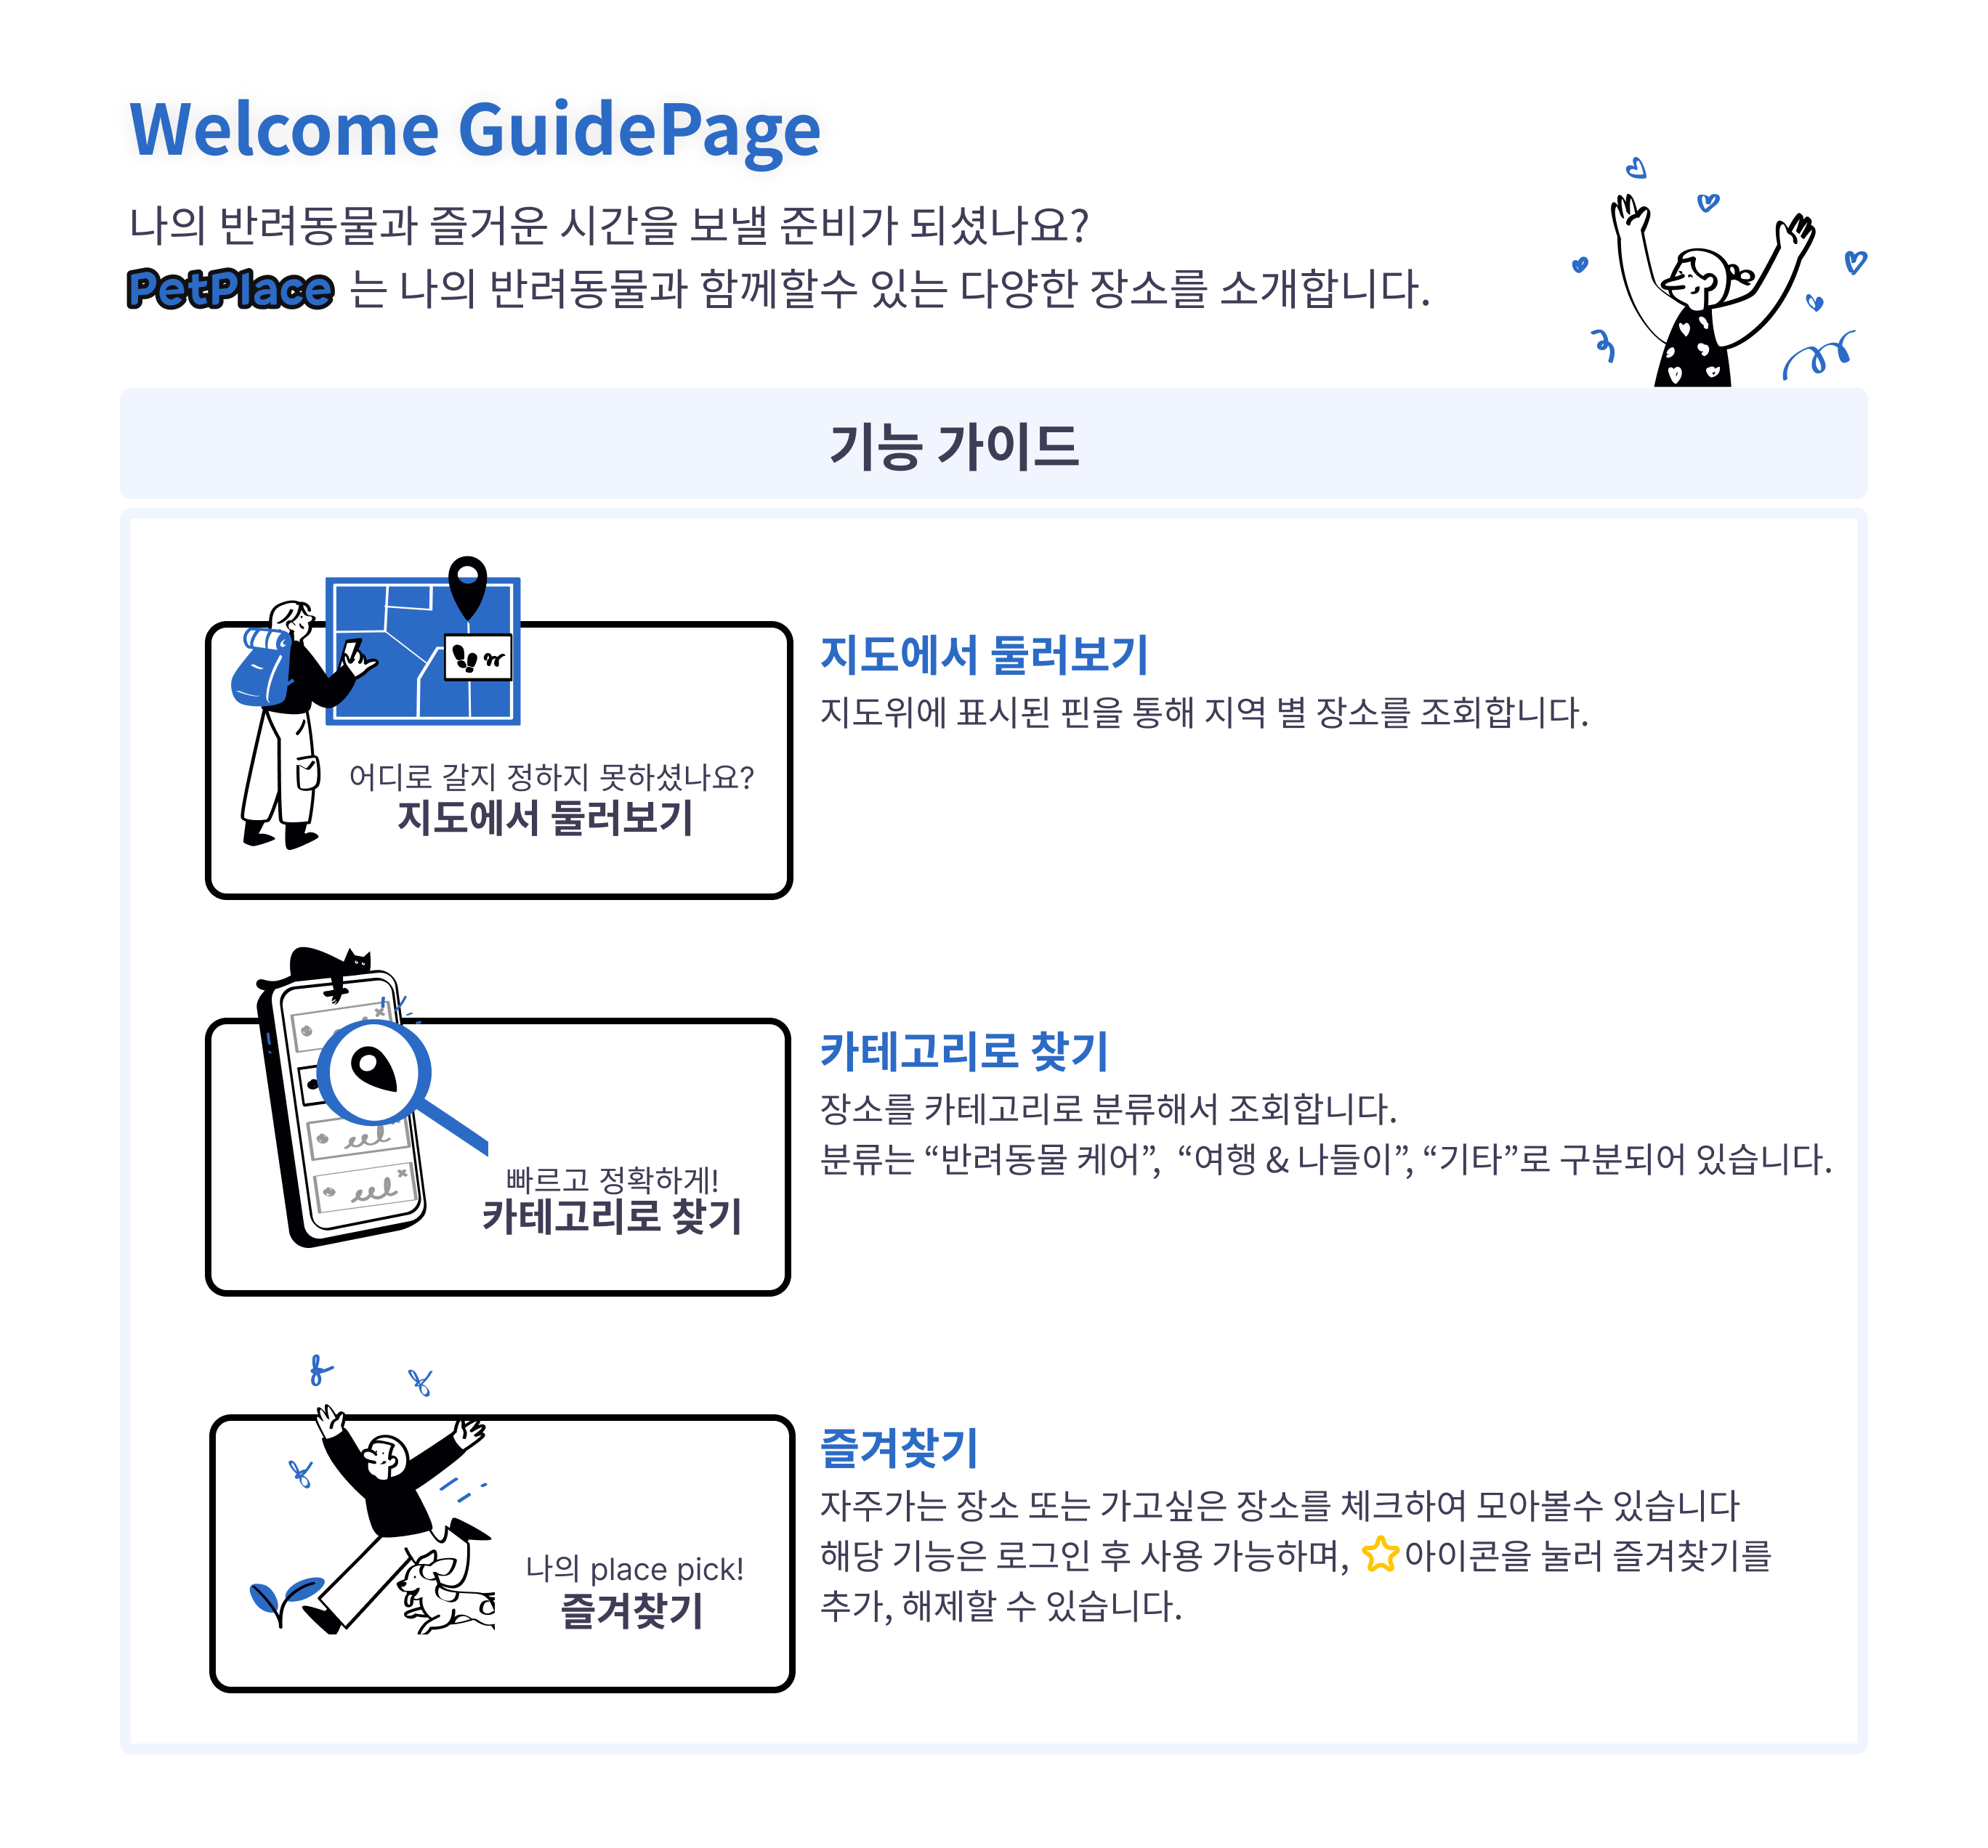 Welcome GuidePage
나의 반려동물과 즐거운 시간을 보낼 준비가 되셨나요?
PetPlace 는 나의 반려동물과 함께할수 있는 다양한 장소를 소개합니다.
기능 가이드
어디로 갈지 정하지 못하셨나요?
지도에서 둘러보기
지도에서 둘러보기
지도위에 표시된 핀을 통해 지역 별 장소를 조회합니다.
빠르고 정확하게!
카테고리로 찾기
카테고리로 찾기
장소를 카테고리로 분류해서 조회합니다.
분류는 “반려동물 케어”, “여행 & 나들이”, “기타”로 구분되어 있습니다.
나의 place pick!
즐겨찾기
즐겨찾기
자주가는 장소 또는 가고싶은 장소를 체크하여 모아볼수 있습니다
해당 기능은 로그인 후 사용 가능하며, 아이콘을 눌러 즐겨찾기를
추가, 해제할 수 있습니다.